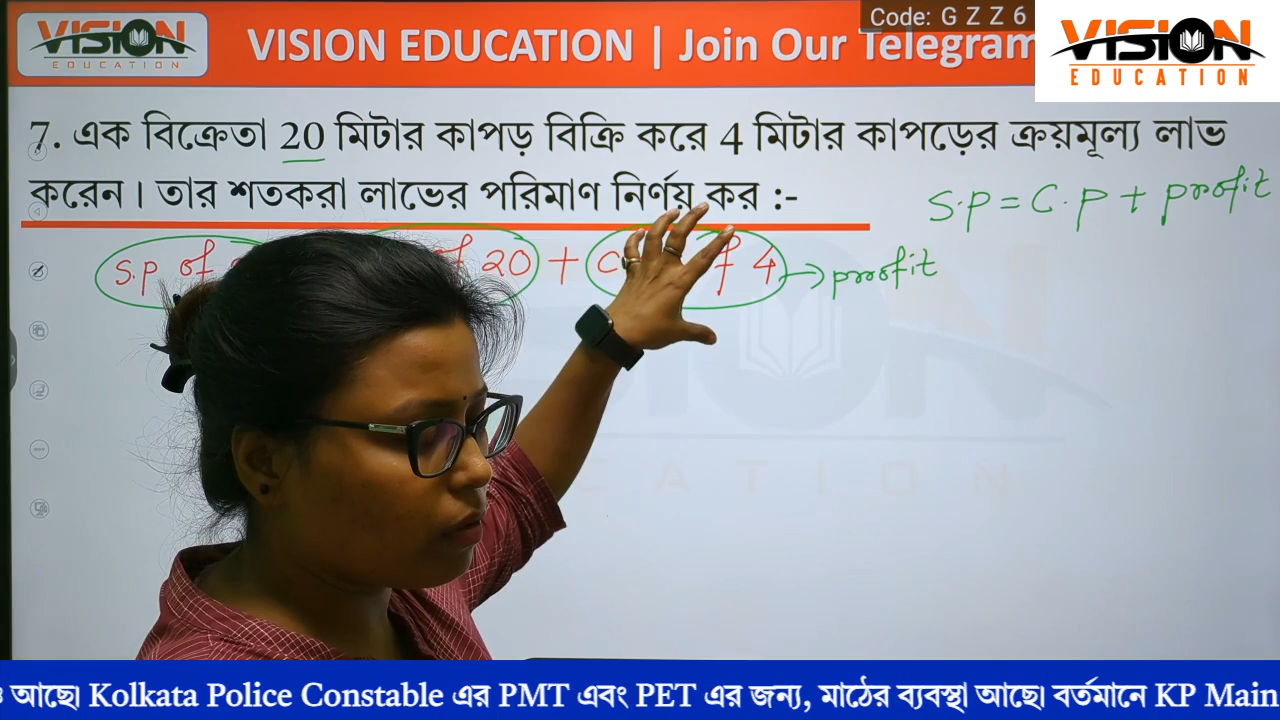 VISION
EDUCATION
VISION EDUCATION | Join Our Telegram
Code: G Z Z 6
VISION
EDUCATION
7. এক বিক্রেতা 20 মিটার কাপড় বিক্রি করে 4 মিটার কাপড়ের ক্রয়মূল্য লাভ
করেন। তার শতকরা লাভের পরিমাণ নির্ণয় কর :-
S.P = C.P + profit
S.P of of 20 + 4 → profit
আছে। Kolkata Police Constable এর PMT এবং PET এর জন্য, মাঠের ব্যবস্থা আছে। বর্তমানে KP Main